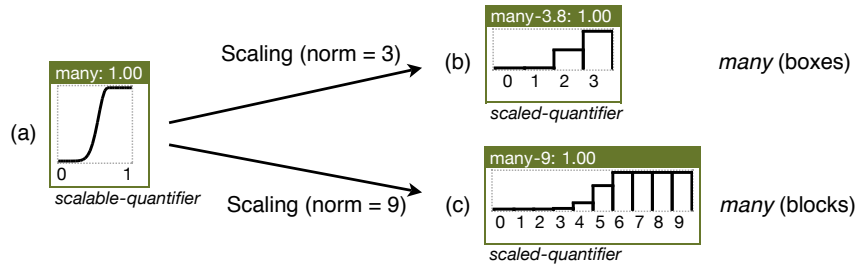 (a)
many: 1.00
0 1
scalable-quantifier
Scaling (norm = 3)
(b)
many-3.8: 1.00
0 1 2 3
scaled-quantifier
many (boxes)
Scaling (norm = 9)
(c)
many-9: 1.00
0 1 2 3 4 5 6 7 8 9
scaled-quantifier
many (blocks)